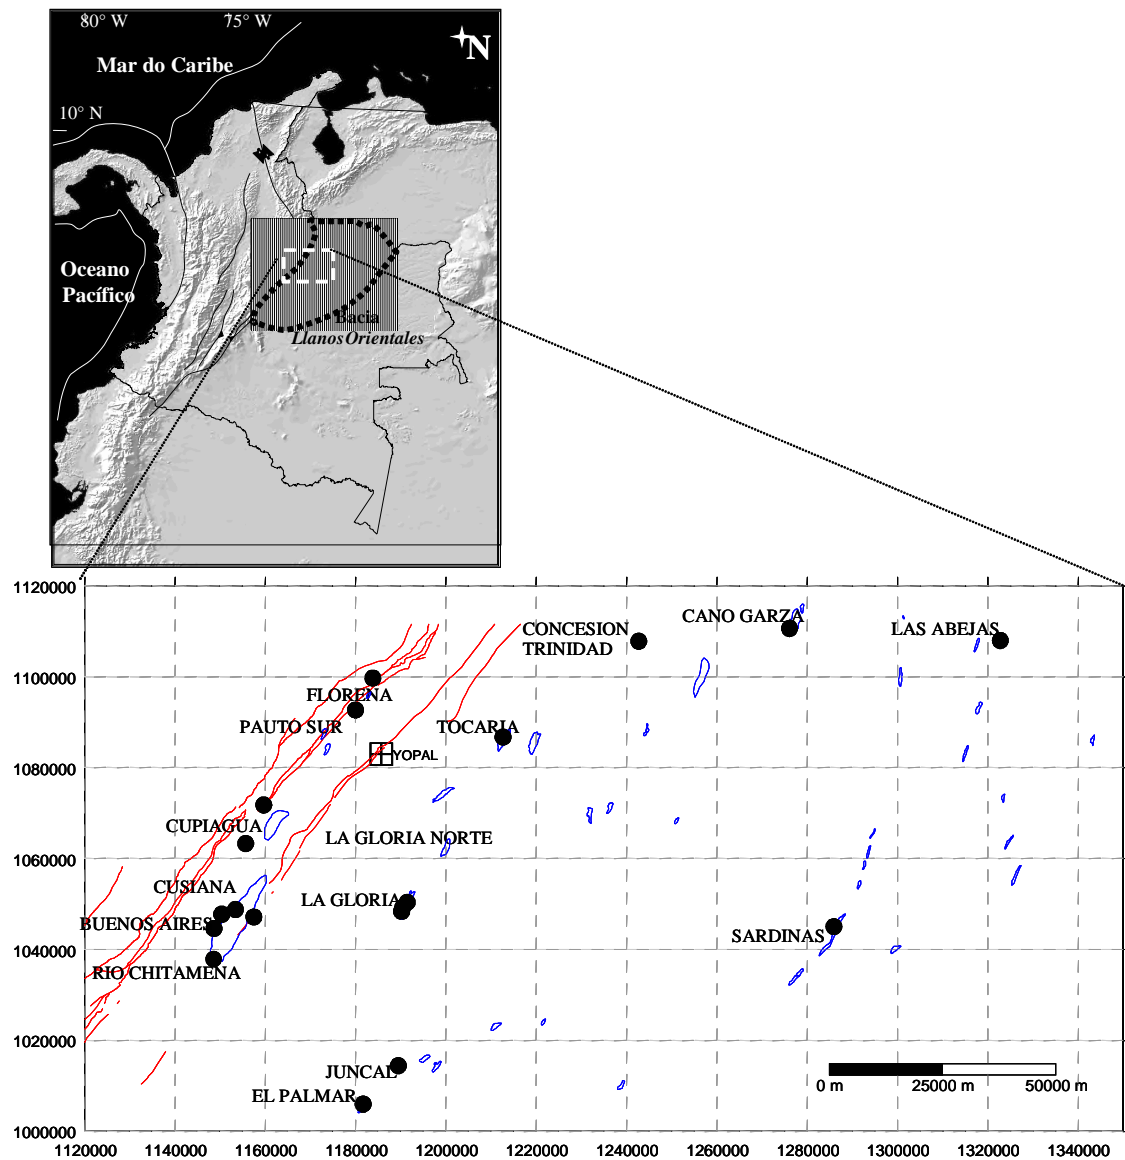 80° W
75° W
N
Mar do Caribe
10° N
Oceano
Pacífico
Bacia
Llanos Orientales
1120000
1100000
1080000
1060000
1040000
1020000
1000000
CANO GARZA
CONCESION
TRINIDAD
LAS ABEJAS
FLORENA
PAUTO SUR
TOCARIA
YOPAL
CUPIAGUA
LA GLORIA NORTE
CUSIANA
LA GLORIA
BUENOS AIRES
SARDINAS
RIO CHITAMENA
JUNCAL
EL PALMAR
0 m
25000 m
50000 m
1120000
1140000
1160000
1180000
1200000
1220000
1240000
1260000
1280000
1300000
1320000
1340000